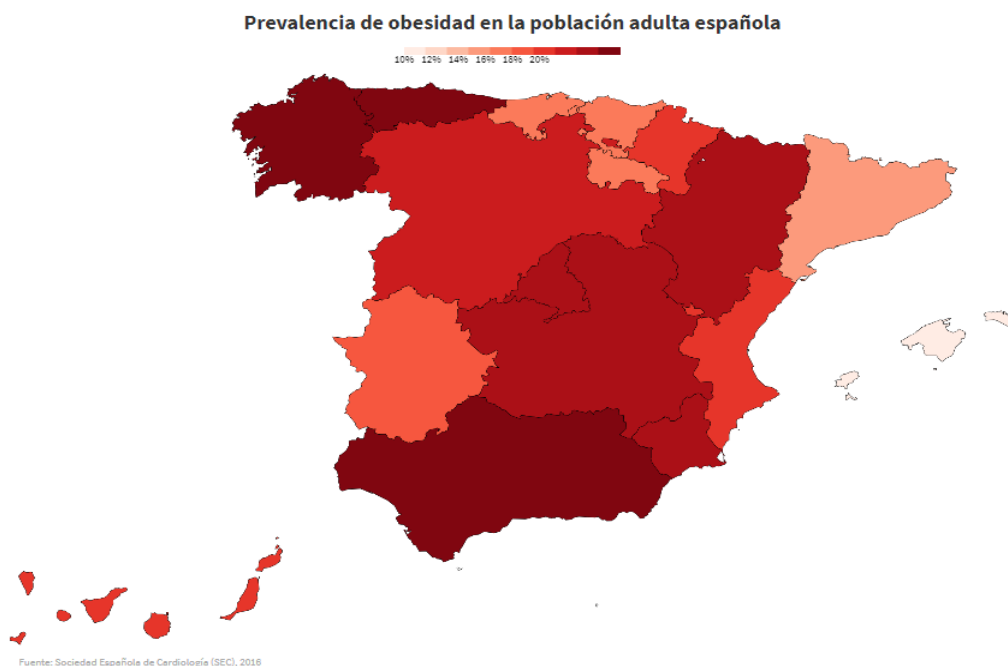 Prevalencia de obesidad en la población adulta española
10% 12% 14% 16% 18% 20%
Fuente: Sociedad Española de Cardiología (SEC), 2016